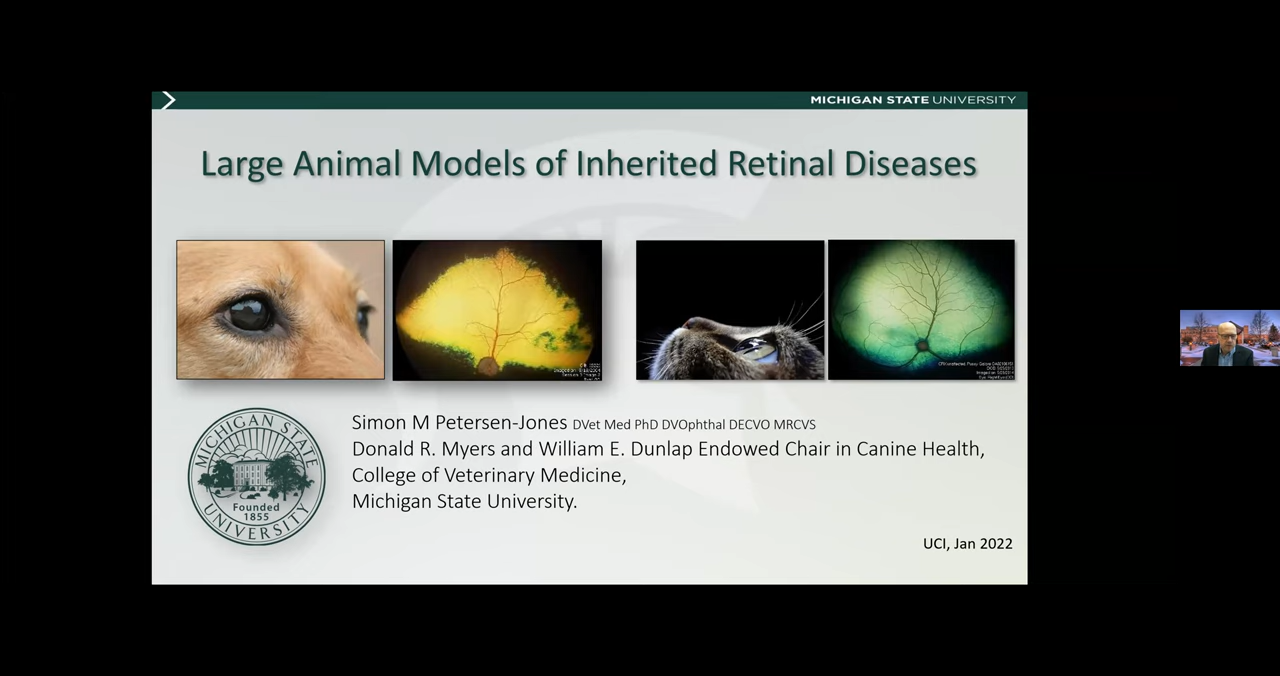 MICHIGAN STATE UNIVERSITY
Large Animal Models of Inherited Retinal Diseases
Simon M Petersen-Jones DVet Med PhD DVOphthal DECVO MRCVS
Donald R. Myers and William E. Dunlap Endowed Chair in Canine Health,
College of Veterinary Medicine,
Michigan State University.
MICHIGAN STATE
UNIVERSITY
Founded
1855
UCI, Jan 2022